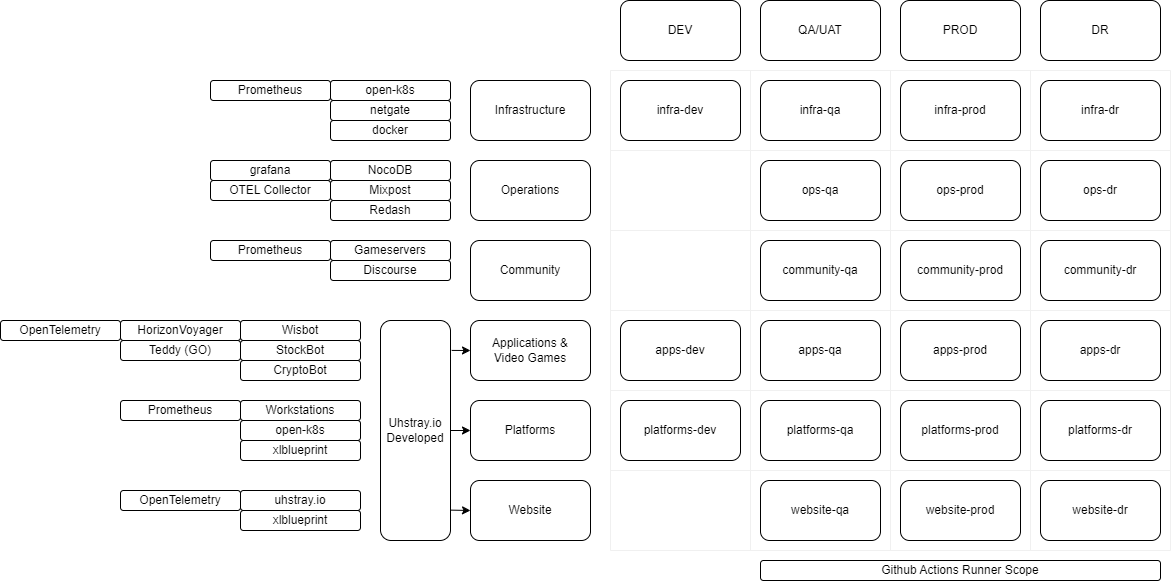 DEV
QA/UAT
PROD
DR
Prometheus
open-k8s
netgate
docker
Infrastructure
infra-dev
infra-qa
infra-prod
infra-dr
grafana
NocoDB
OTEL Collector
Mixpost
Redash
Operations
ops-qa
ops-prod
ops-dr
Prometheus
Gameservers
Discourse
Community
community-qa
community-prod
community-dr
OpenTelemetry
HorizonVoyager
Wisbot
Teddy (GO)
StockBot
CryptoBot
Applications &
Video Games
apps-dev
apps-qa
apps-prod
apps-dr
Prometheus
Workstations
open-k8s
xlblueprint
Uhstray.io
Developed
Platforms
platforms-dev
platforms-qa
platforms-prod
platforms-dr
OpenTelemetry
uhstray.io
xlblueprint
Website
website-qa
website-prod
website-dr
Github Actions Runner Scope